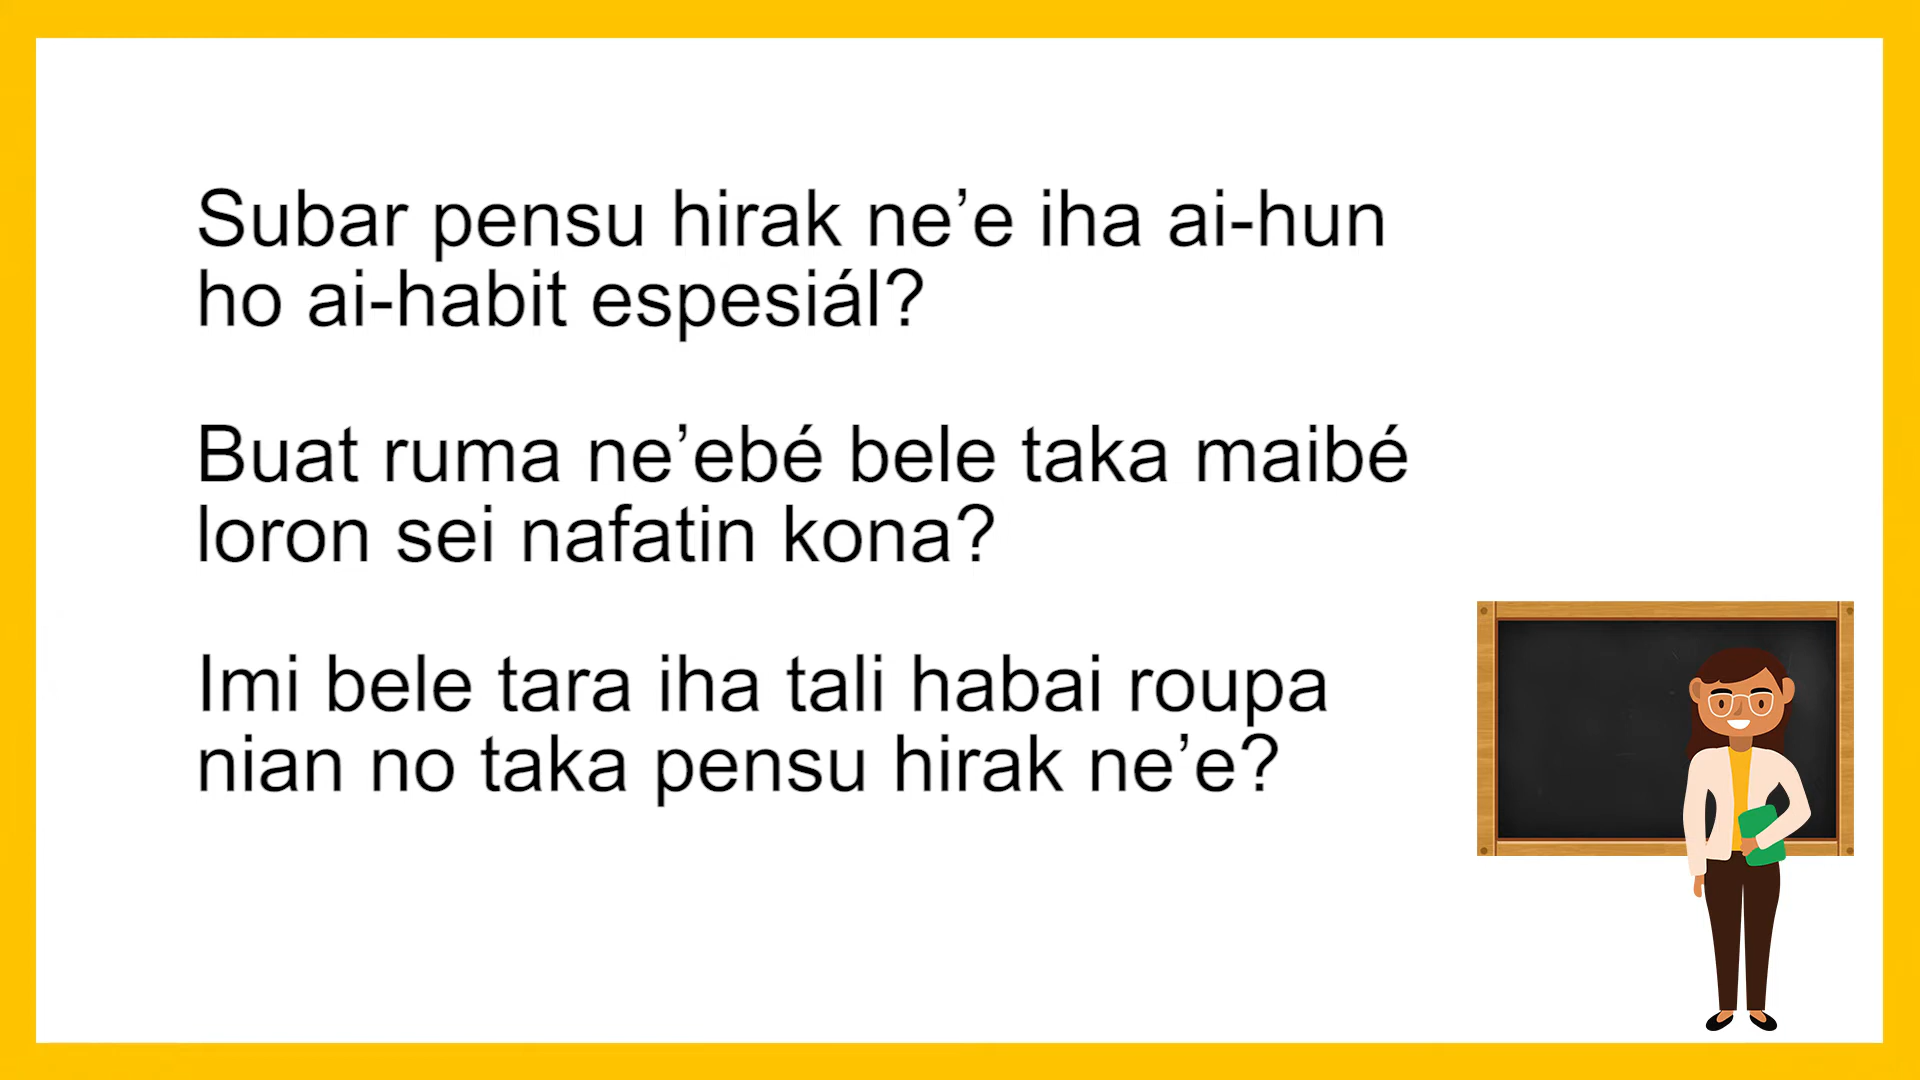 Subar pensu hirak ne’e iha ai-hun
ho ai-habit espesiál?
Buat ruma ne’ebé bele taka maibé
loron sei nafatin kona?
Imi bele tara iha tali habai roupa
nian no taka pensu hirak ne’e?